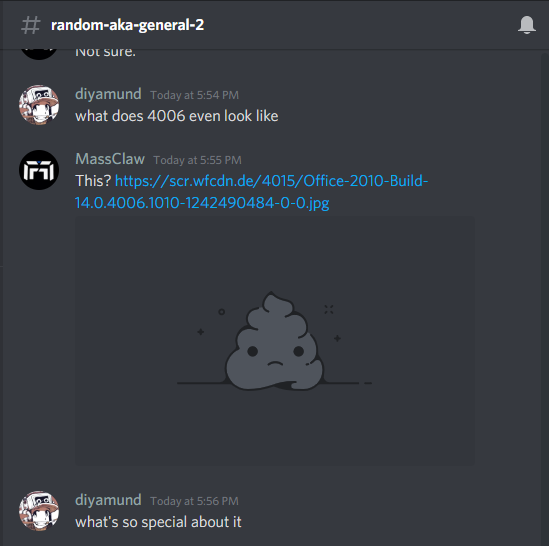 # random-aka-general-2
Not sure.
diyamund Today at 5:54 PM
what does 4006 even look like
MassClaw Today at 5:55 PM
This? https://scr.wfcdn.de/4015/Office-2010-Build-
14.0.4006.1010-1242490484-0-0.jpg
diyamund Today at 5:56 PM
what's so special about it